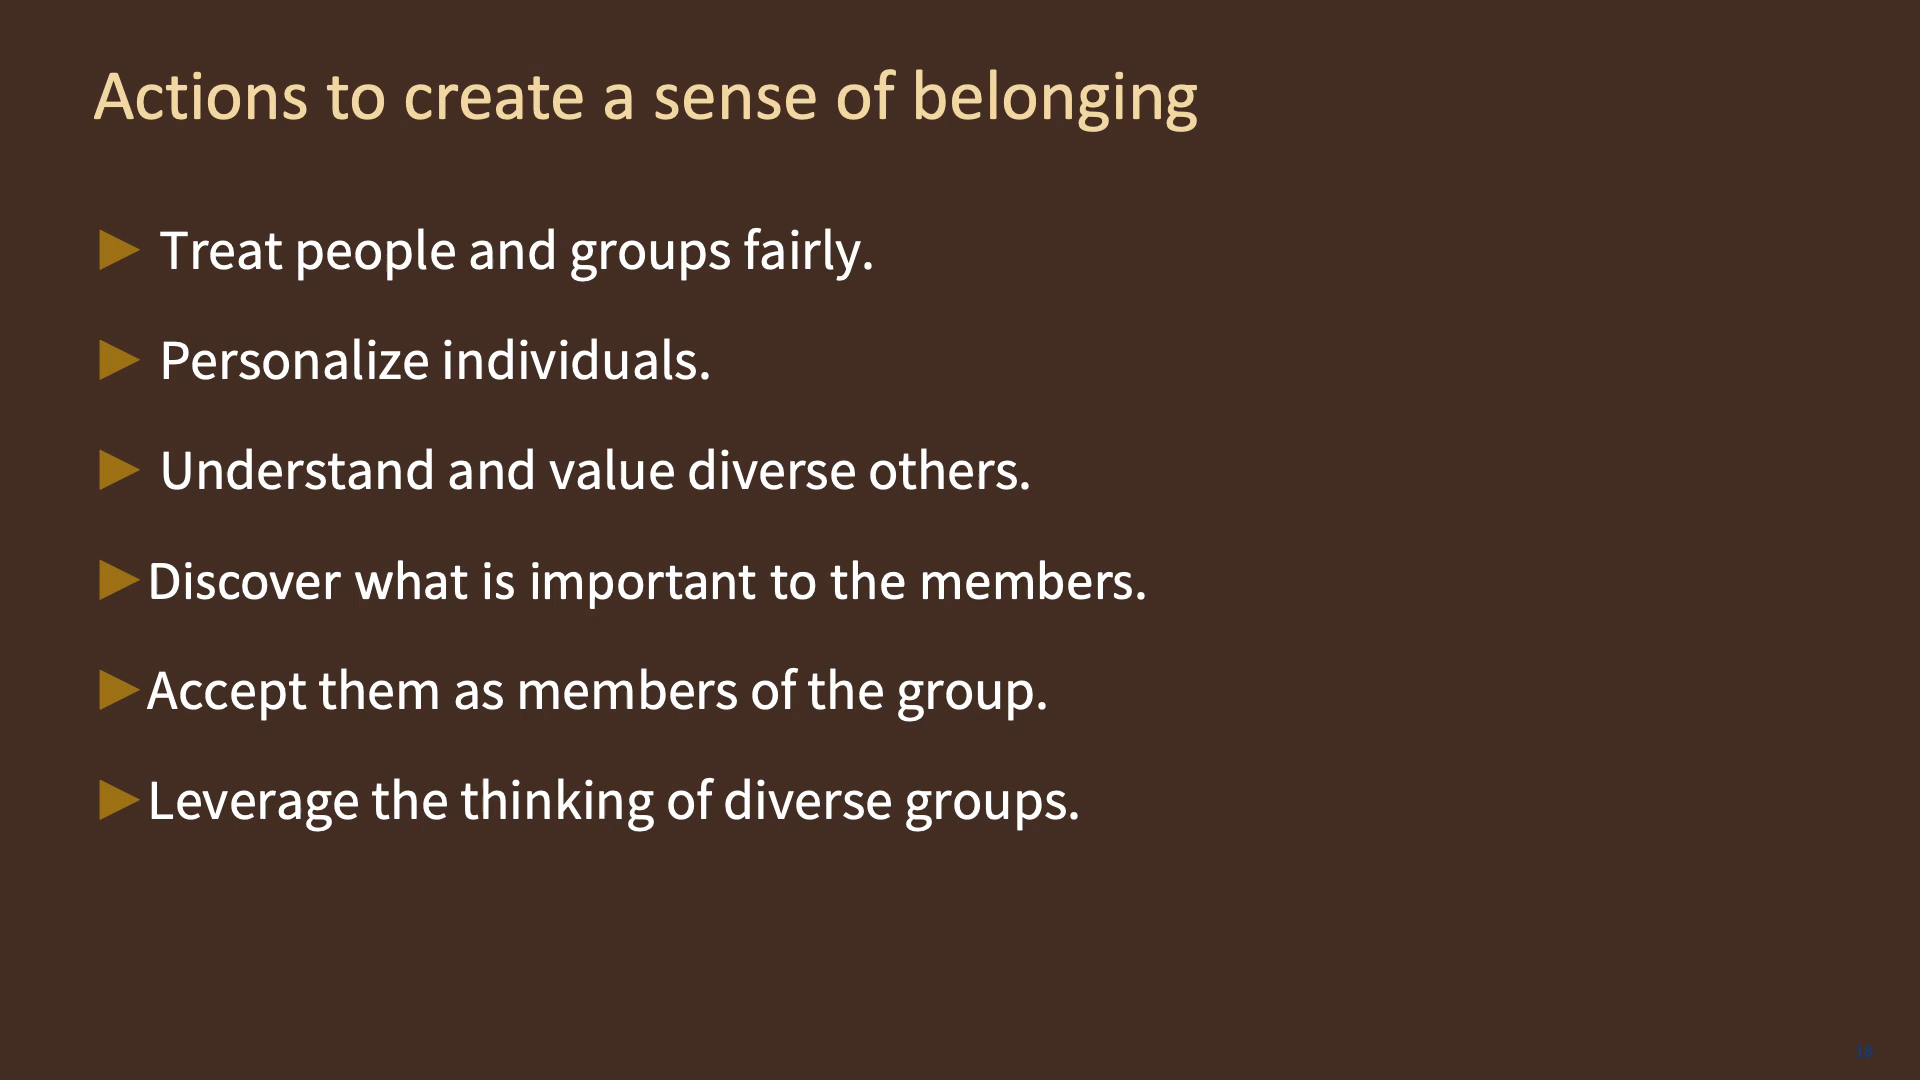 Actions to create a sense of belonging
► Treat people and groups fairly.
► Personalize individuals.
► Understand and value diverse others.
►Discover what is important to the members.
►Accept them as members of the group.
►Leverage the thinking of diverse groups.
18